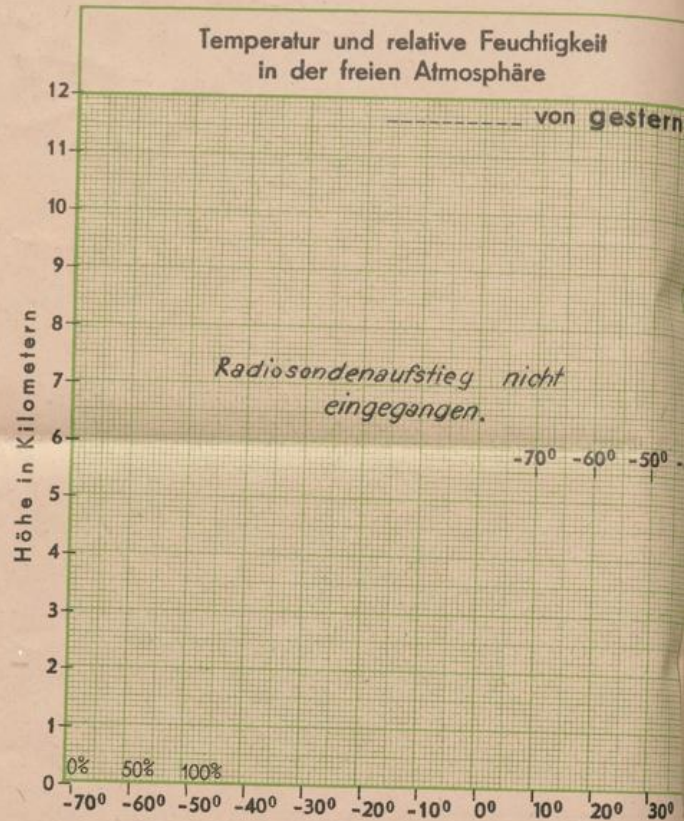 Temperatur und relative Feuchtigkeit
in der freien Atmosphäre
von gestern
12
11
10
9
8
7
6
5
4
3
2
1
0
Höhe in Kilometern
Radiosondenaufstieg nicht
eingegangen.
-70⁰ -60⁰ -50⁰
0% 50% 100%
-70⁰ -60⁰ -50⁰ -40⁰ -30⁰ -20⁰ -10⁰ 0⁰ 10⁰ 20⁰ 30⁰